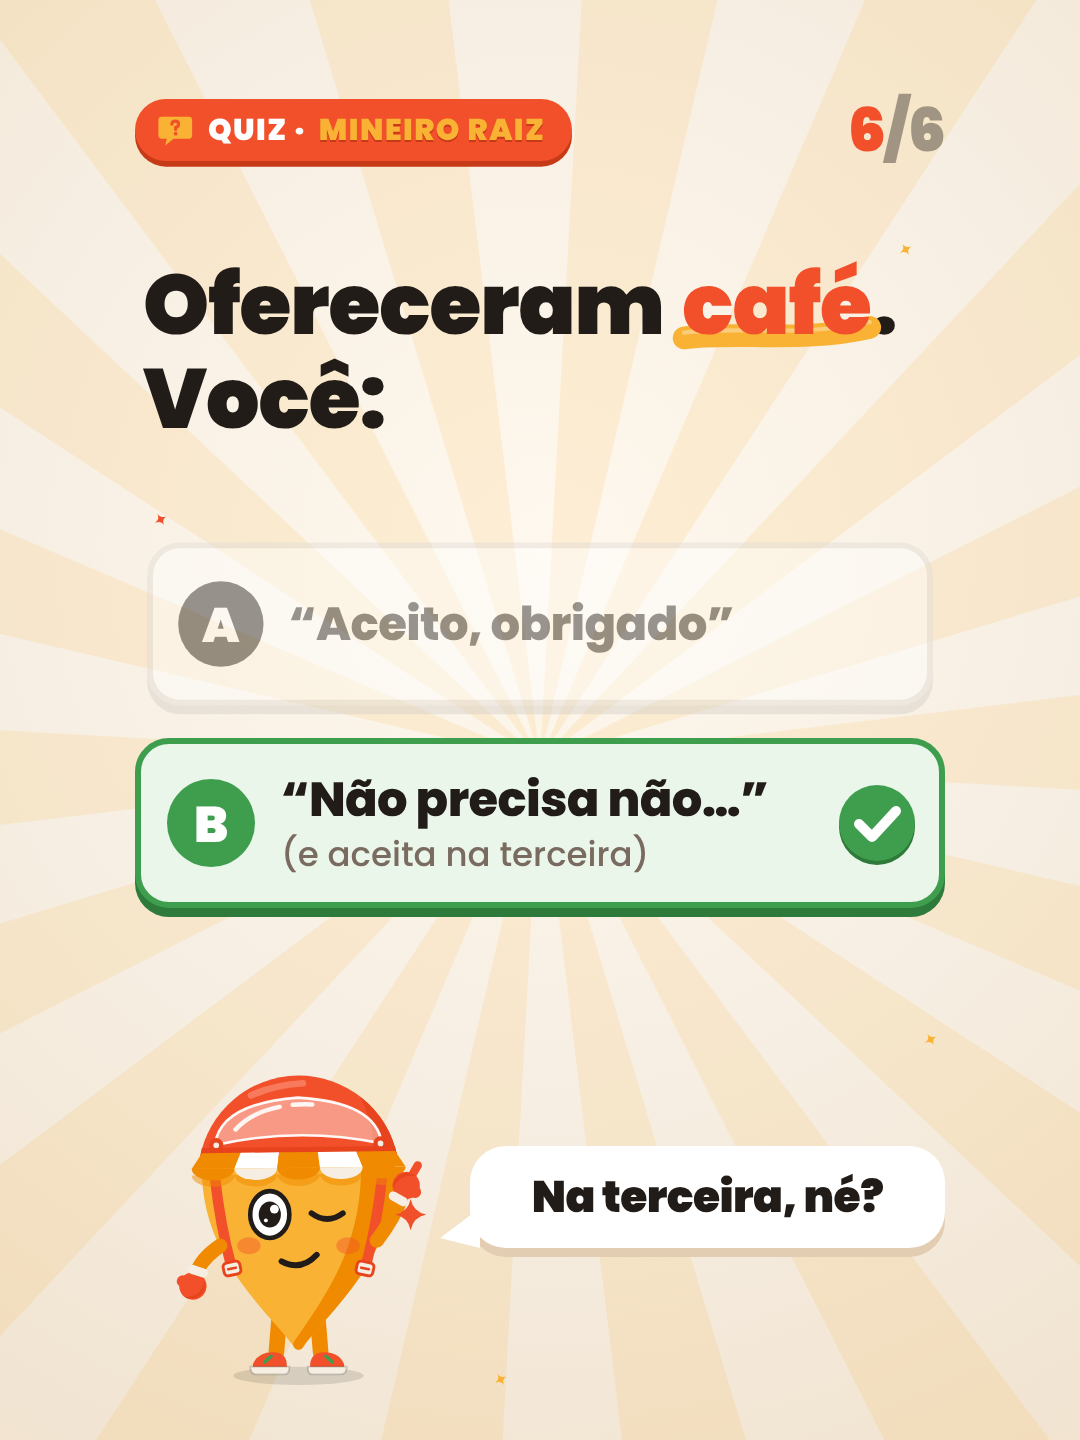 ? QUIZ • MINEIRO RAIZ
6/6
Ofereceram café.
Você:
A “Aceito, obrigado”
B “Não precisa não...”
(e aceita na terceira)
Na terceira, né?